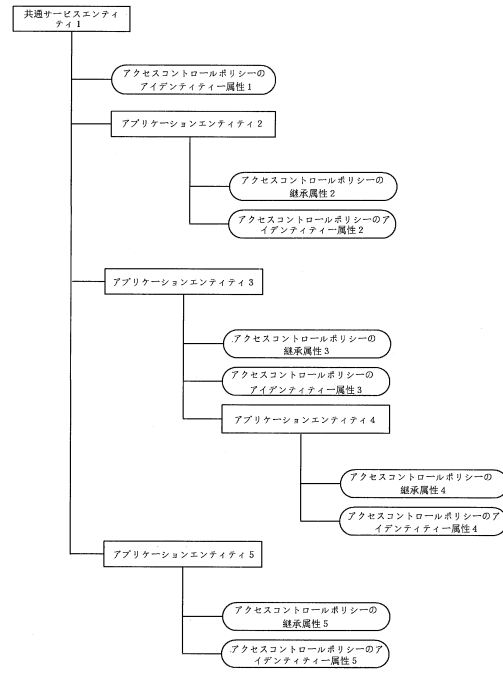 共通サービスエンティ
ティ1
アクセスコントロールポリシーの
アイデンティティー属性1
アプリケーションエンティティ2
アクセスコントロールポリシーの
継承属性2
アクセスコントロールポリシーのア
イデンティティー属性2
アプリケーションエンティティ3
アクセスコントロールポリシーの
継承属性3
アクセスコントロールポリシーの
アイデンティティー属性3
アプリケーションエンティティ4
アクセスコントロールポリシーの
継承属性4
アクセスコントロールポリシーのア
イデンティティー属性4
アプリケーションエンティティ5
アクセスコントロールポリシーの
継承属性5
アクセスコントロールポリシーのア
イデンティティー属性5